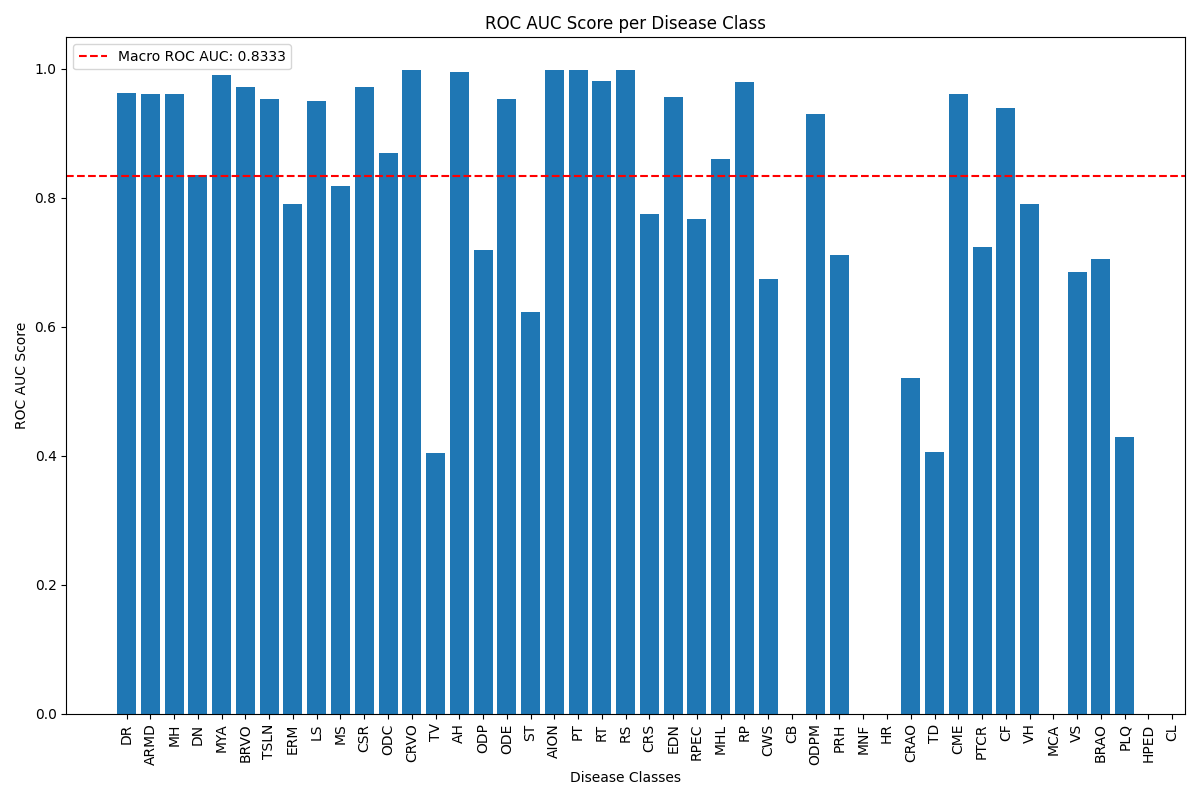 ROC AUC Score per Disease Class
Macro ROC AUC: 0.8333
ROC AUC Score
1.0
0.8
0.6
0.4
0.2
0.0
DR
ARMD
MH
DN
MYA
BRVO
TSLN
ERM
LS
MS
CSR
ODC
CRVO
TV
AH
ODP
ODE
ST
AION
PT
RT
RS
CRS
EDN
RPEC
MHL
RP
CWS
CB
ODPM
PRH
MNF
HR
CRAO
TD
CME
PTCR
CF
VH
MCA
VS
BRAO
PLQ
HPED
CL
Disease Classes